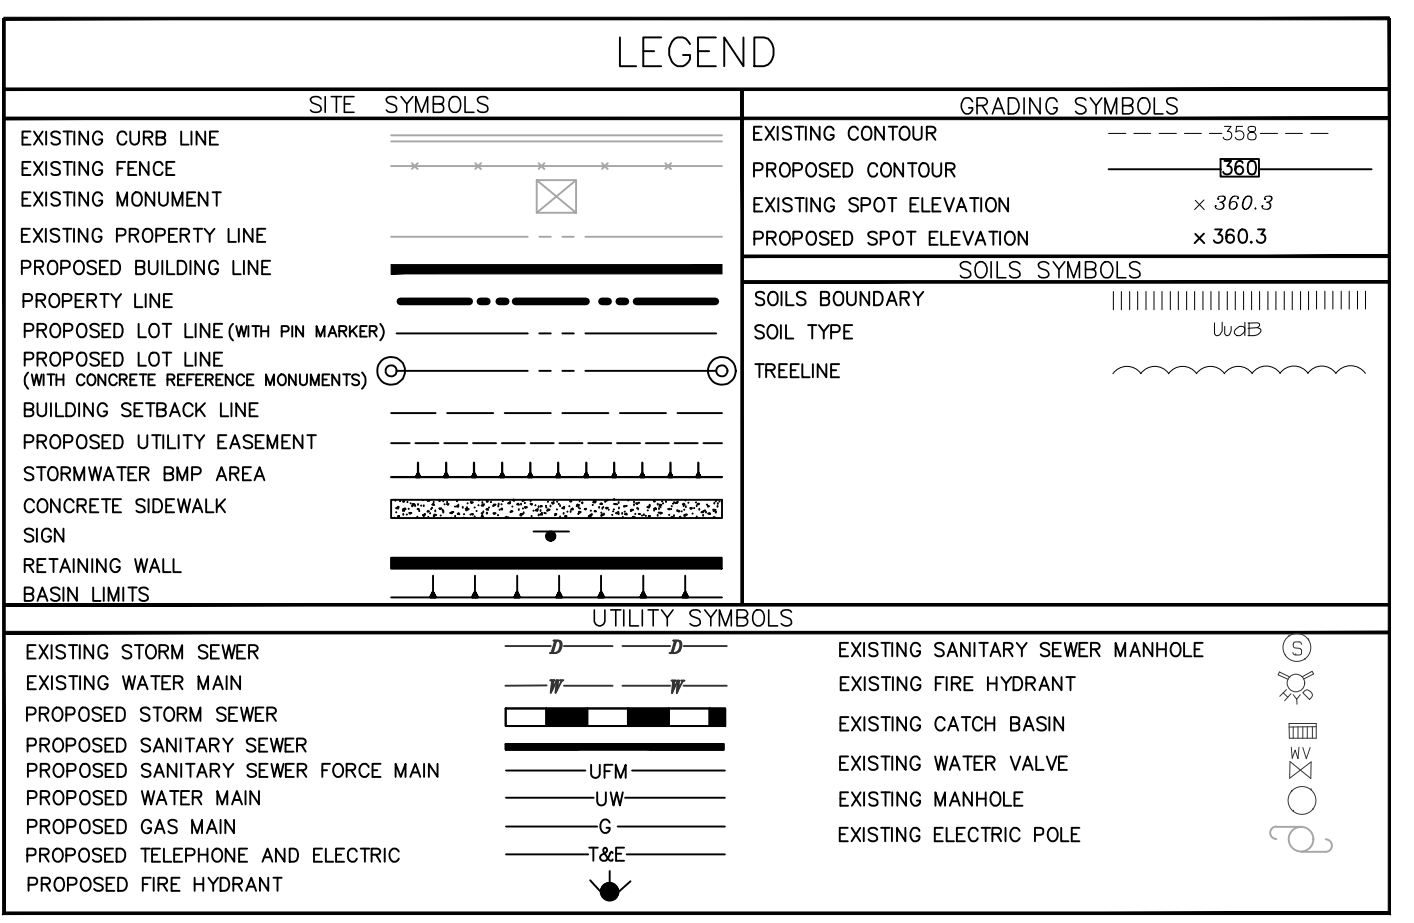 LEGEND
SITE SYMBOLS
EXISTING CURB LINE
EXISTING FENCE
EXISTING MONUMENT
EXISTING PROPERTY LINE
PROPOSED BUILDING LINE
PROPERTY LINE
PROPOSED LOT LINE (WITH PIN MARKER)
PROPOSED LOT LINE
(WITH CONCRETE REFERENCE MONUMENTS)
BUILDING SETBACK LINE
PROPOSED UTILITY EASEMENT
STORMWATER BMP AREA
CONCRETE SIDEWALK
SIGN
RETAINING WALL
BASIN LIMITS
GRADING SYMBOLS
EXISTING CONTOUR 358
PROPOSED CONTOUR 360
EXISTING SPOT ELEVATION x 360.3
PROPOSED SPOT ELEVATION x 360.3
SOILS SYMBOLS
SOILS BOUNDARY
SOIL TYPE UudB
TREELINE
UTILITY SYMBOLS
EXISTING STORM SEWER D D
EXISTING WATER MAIN W W
PROPOSED STORM SEWER
PROPOSED SANITARY SEWER
PROPOSED SANITARY SEWER FORCE MAIN UFM
PROPOSED WATER MAIN UW
PROPOSED GAS MAIN G
PROPOSED TELEPHONE AND ELECTRIC T&E
PROPOSED FIRE HYDRANT
EXISTING SANITARY SEWER MANHOLE S
EXISTING FIRE HYDRANT HYD
EXISTING CATCH BASIN
WV
EXISTING WATER VALVE
EXISTING MANHOLE
EXISTING ELECTRIC POLE